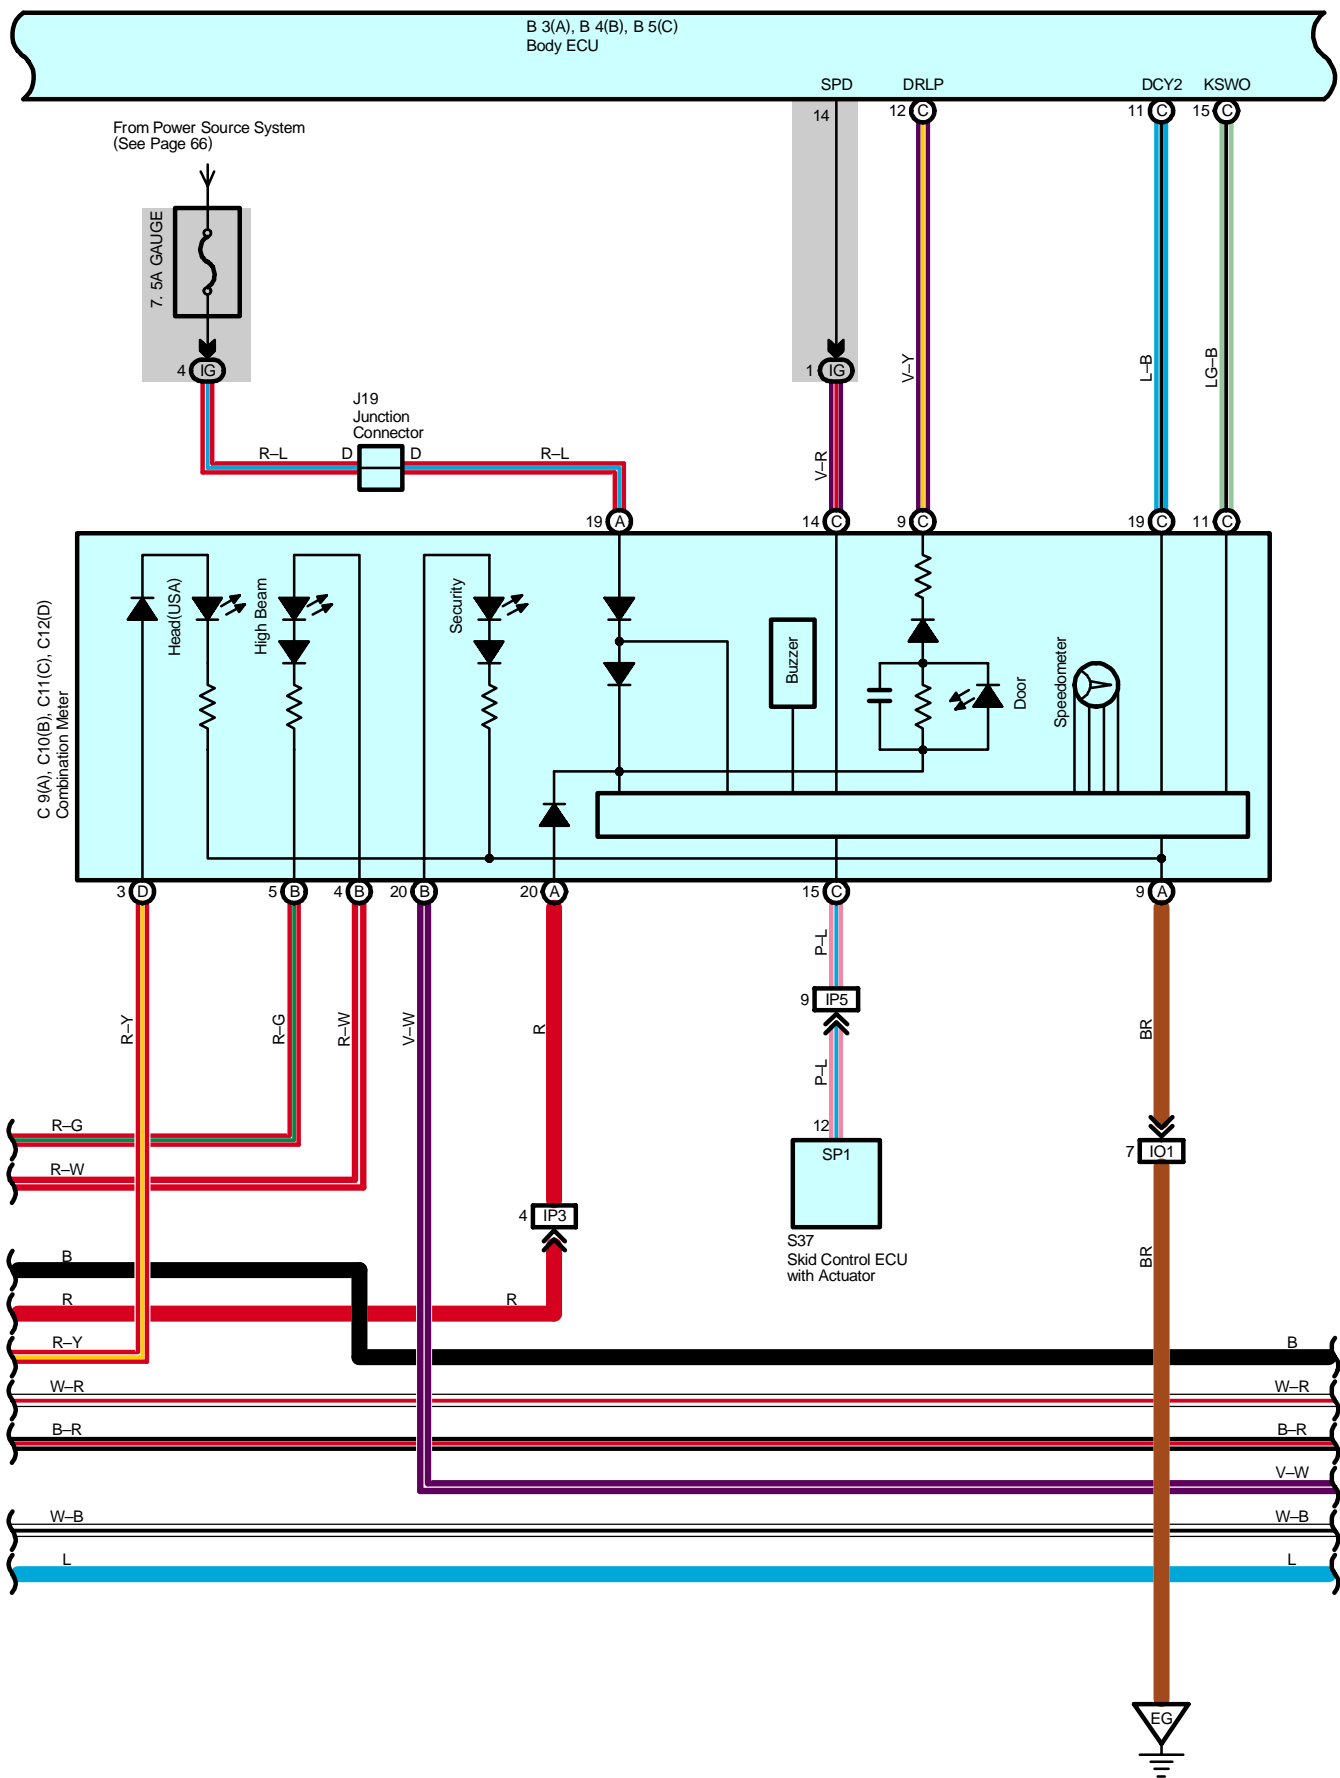 B 3(A), B 4(B), B 5(C)
Body ECU
SPD
DRLP
DCY2
KSWO
14
12 C
11 C
15 C
From Power Source System
(See Page 66)
7. 5A GAUGE
4 IG
1 IG
V–Y
L–B
LG–B
J19
Junction
Connector
R–L
D
D
R–L
V–R
19 A
14 C
9 C
19 C
11 C
C 9(A), C10(B), C11(C), C12(D)
Combination Meter
Head(USA)
High Beam
Security
Buzzer
Door
Speedometer
3 D
5 B
4 B
20 B
20 A
15 C
9 A
P–L
9 IP5
R–Y
R–G
R–W
V–W
R
BR
P–L
R–G
12
SP1
7 IO1
R–W
4 IP3
S37
Skid Control ECU
with Actuator
B
BR
R
R
R–Y
B
W–R
W–R
B–R
B–R
V–W
W–B
W–B
L
L
EG